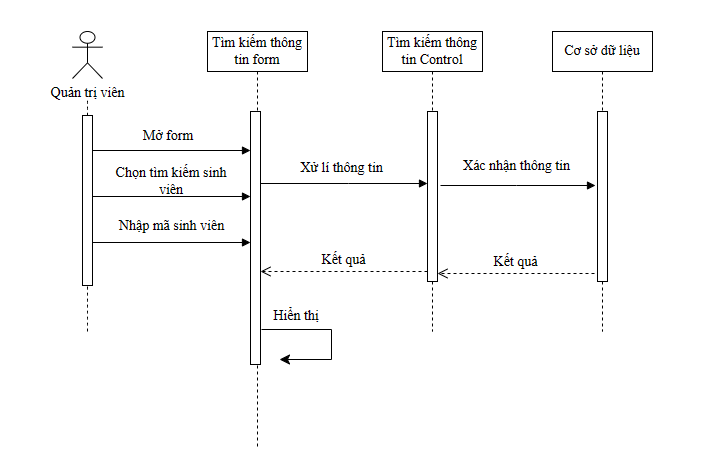 Tìm kiếm thông
tin form
Tìm kiếm thông
tin Control
Cơ sở dữ liệu
Quản trị viên
Mở form
Chọn tìm kiếm sinh
viên
Xử lí thông tin
Xác nhận thông tin
Nhập mã sinh viên
Kết quả
Kết quả
Hiển thị